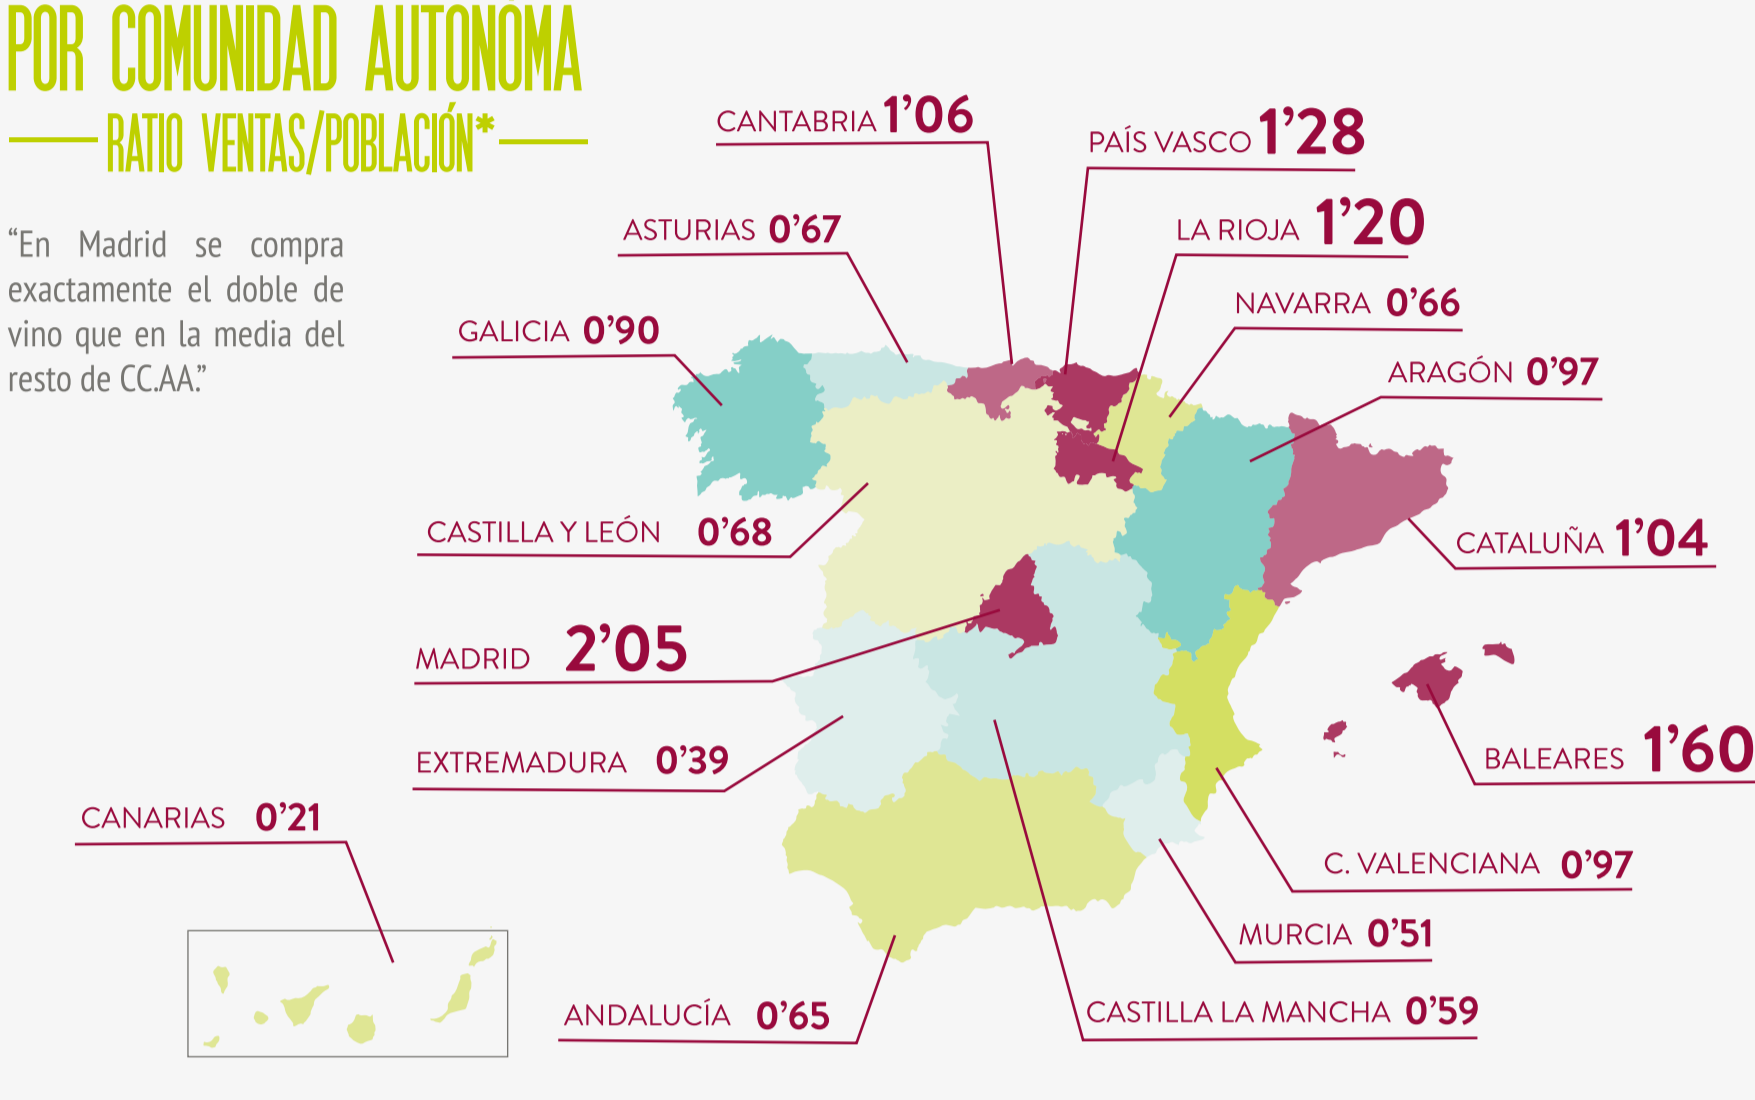 POR COMUNIDAD AUTONÓMA
RATIO VENTAS/POBLACIÓN*
“En Madrid se compra
exactamente el doble de
vino que en la media del
resto de CC.AA.”
CANTABRIA 1’06
PAÍS VASCO 1’28
ASTURIAS 0’67
LA RIOJA 1’20
GALICIA 0’90
NAVARRA 0’66
ARAGÓN 0’97
CASTILLA Y LEÓN 0’68
CATALUÑA 1’04
MADRID 2’05
EXTREMADURA 0’39
BALEARES 1’60
CANARIAS 0’21
C. VALENCIANA 0’97
MURCIA 0’51
ANDALUCÍA 0’65
CASTILLA LA MANCHA 0’59